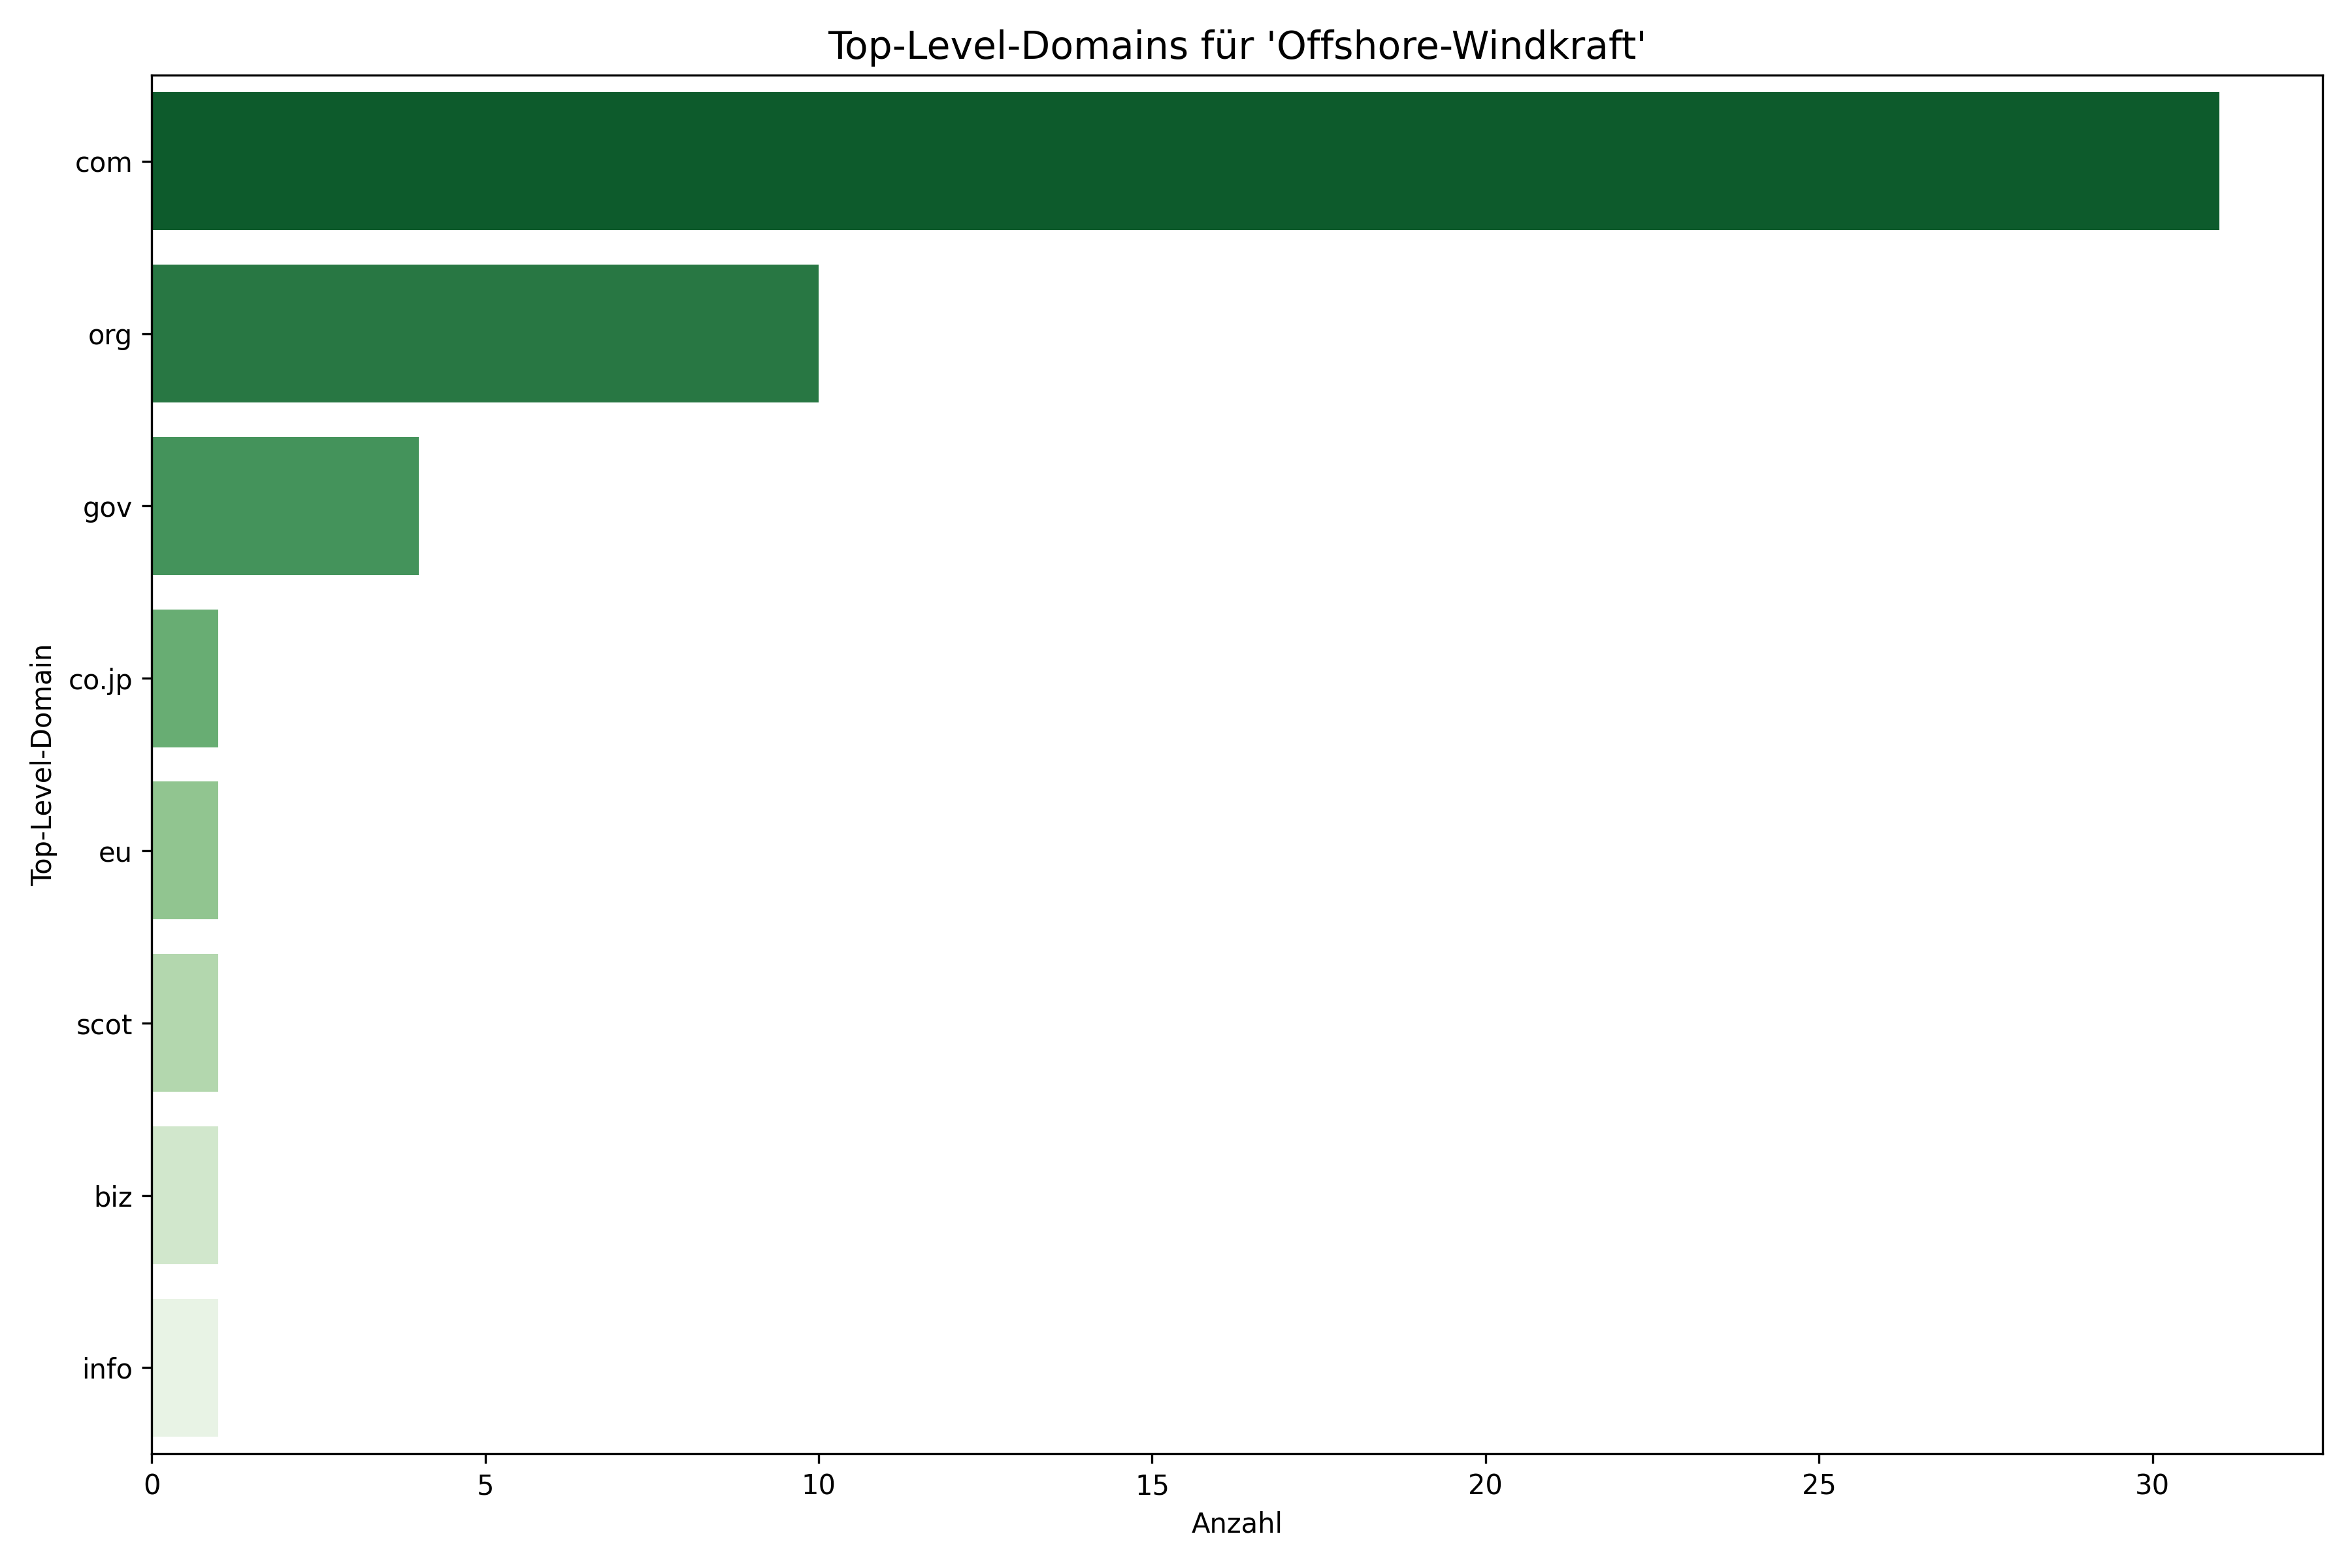 Top-Level-Domains für 'Offshore-Windkraft'
com
org
gov
co.jp
eu
scot
biz
info
Top-Level-Domain
0 5 10 15 20 25 30
Anzahl